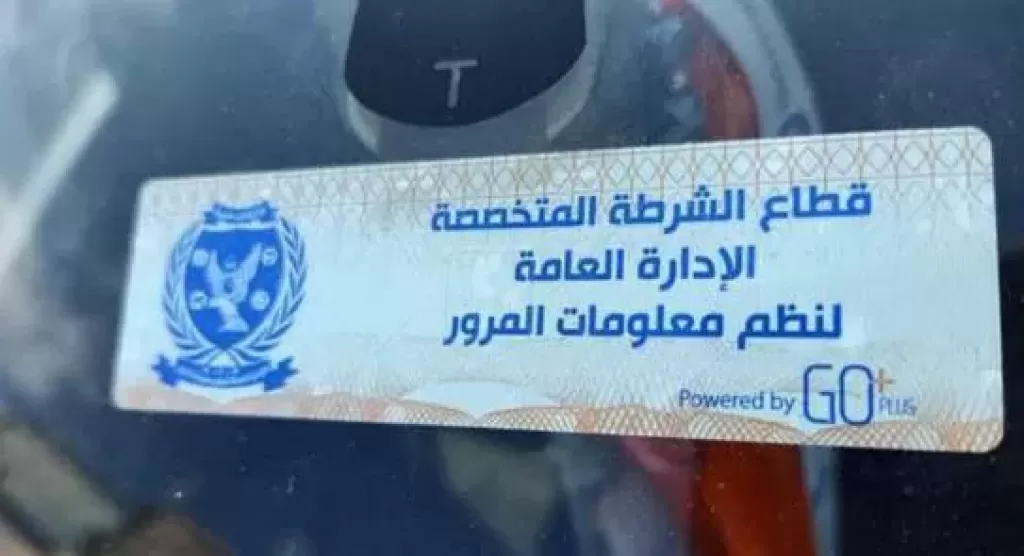 T
قطاع الشرطة المتخصصة
الإدارة العامة
لنظم معلومات المرور
Powered by GO+ PLUS